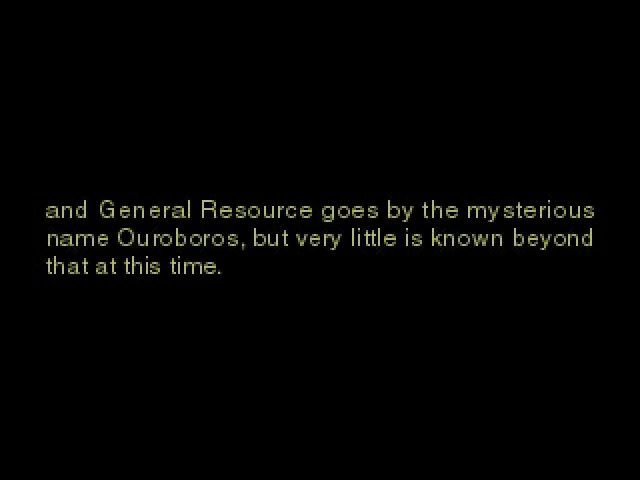 and General Resource goes by the mysterious
name Ouroboros, but very little is known beyond
that at this time.